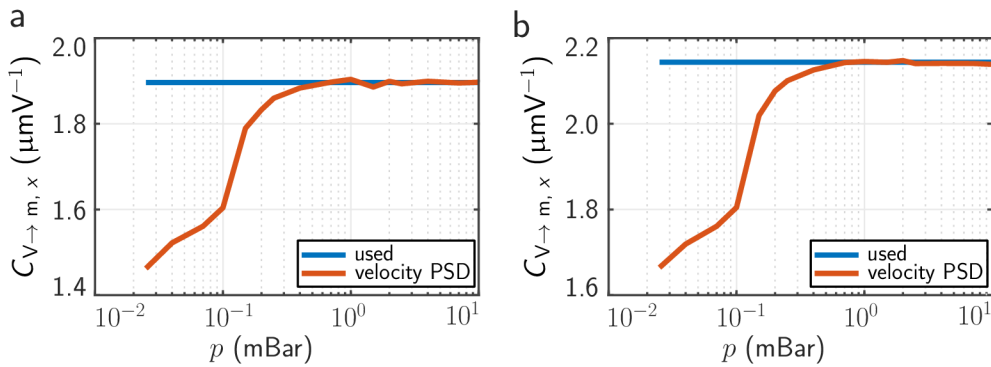 a
C_{V→ m, x} (µmV⁻¹)
2.0
1.8
1.6
1.4
10⁻² 10⁻¹ 10⁰ 10¹
p (mBar)
used
velocity PSD
b
C_{V→ m, x} (µmV⁻¹)
2.2
2.0
1.8
1.6
10⁻² 10⁻¹ 10⁰ 10¹
p (mBar)
used
velocity PSD